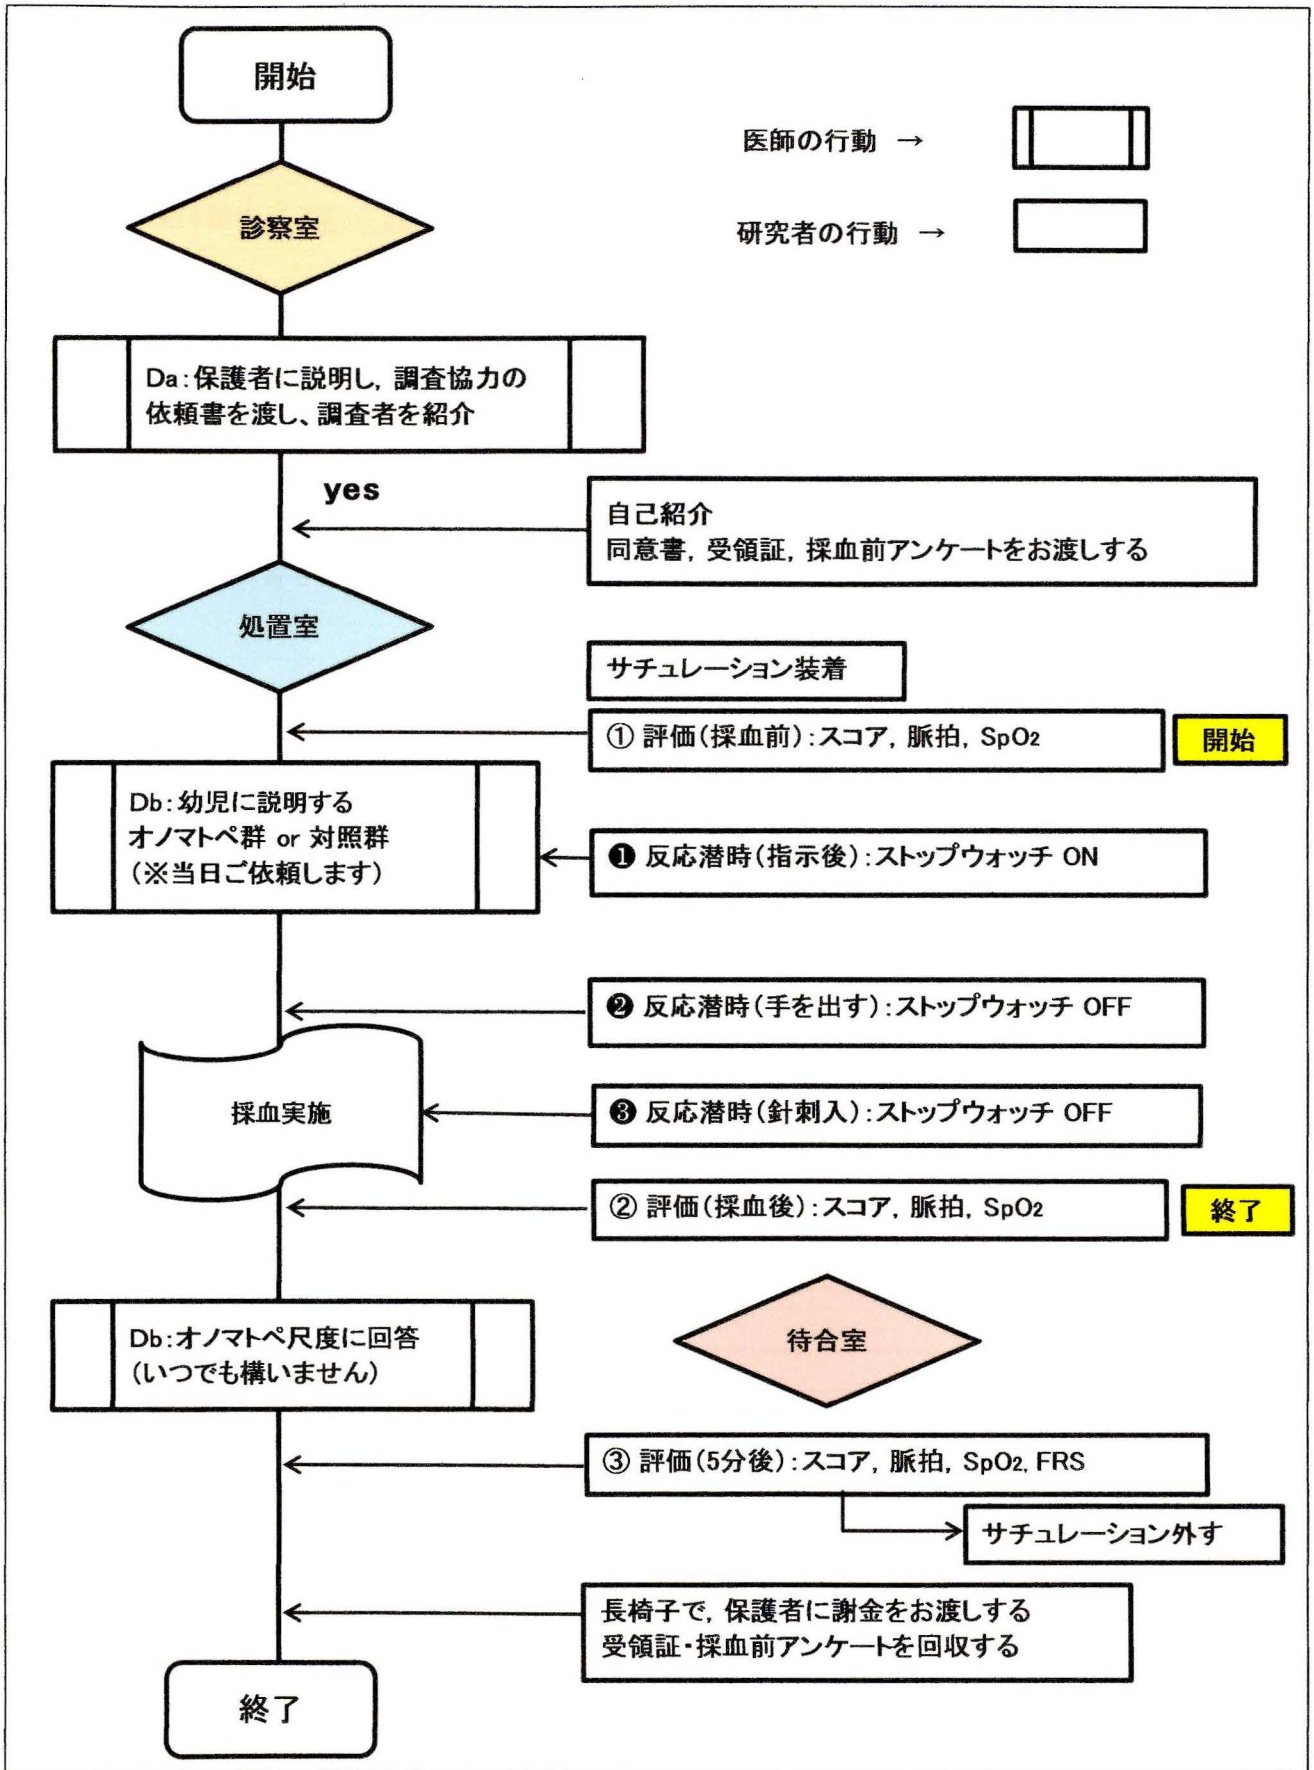 開始
医師の行動 →
診察室
研究者の行動 →
Da:保護者に説明し, 調査協力の
依頼書を渡し、調査者を紹介
yes
自己紹介
同意書, 受領証, 採血前アンケートをお渡しする
処置室
サチュレーション装着
① 評価(採血前):スコア, 脈拍, SpO₂
開始
Db:幼児に説明する
オノマトペ群 or 対照群
(※当日ご依頼します)
❶ 反応潜時(指示後):ストップウォッチ ON
❷ 反応潜時(手を出す):ストップウォッチ OFF
採血実施
❸ 反応潜時(針刺入):ストップウォッチ OFF
② 評価(採血後):スコア, 脈拍, SpO₂
終了
Db:オノマトペ尺度に回答
(いつでも構いません)
待合室
③ 評価(5分後):スコア, 脈拍, SpO₂, FRS
サチュレーション外す
長椅子で, 保護者に謝金をお渡しする
受領証・採血前アンケートを回収する
終了